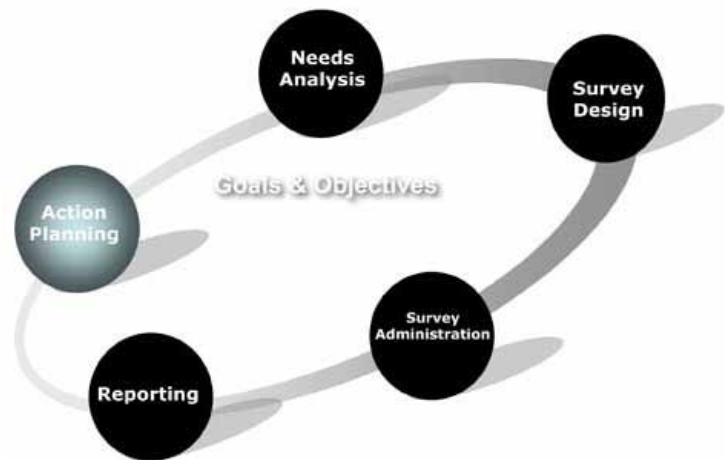 Needs
Analysis
Survey
Design
Goals & Objectives
Action
Planning
Survey
Administration
Reporting